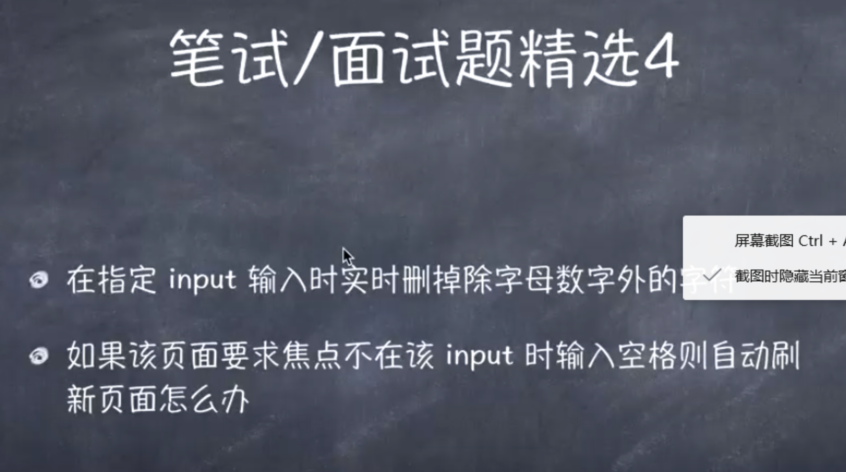 笔试/面试题精选4
屏幕截图 Ctrl + A
在指定 input 输入时实时删掉除字母数字外的字符
截图时隐藏当前窗
如果该页面要求焦点不在该 input 时输入空格则自动刷
新页面怎么办